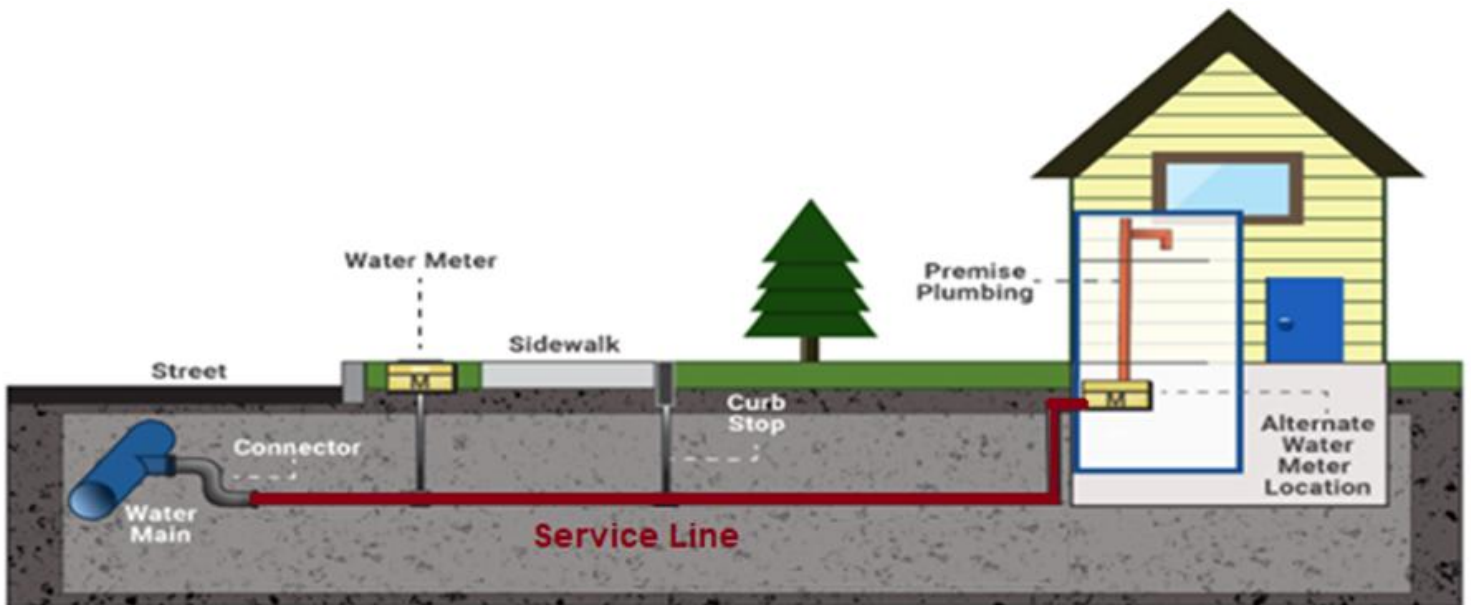 Water Meter
Sidewalk
Street
M
Premise
Plumbing
M
Curb
Stop
Connector
Alternate
Water
Meter
Location
Water
Main
Service Line